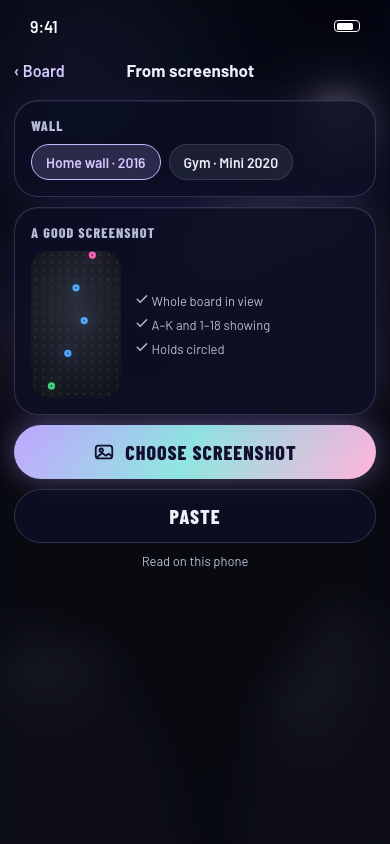 9:41
‹ Board
From screenshot
WALL
Home wall · 2016
Gym · Mini 2020
A GOOD SCREENSHOT
Whole board in view
A–K and 1–18 showing
Holds circled
CHOOSE SCREENSHOT
PASTE
Read on this phone